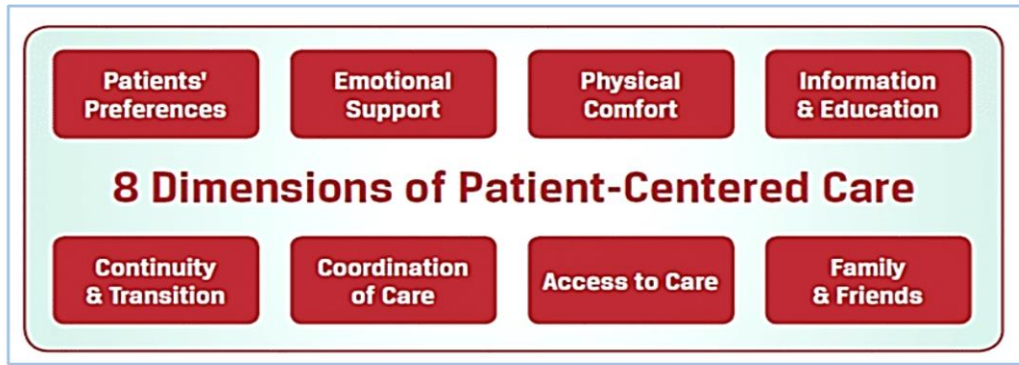 Patients'
Preferences
Emotional
Support
Physical
Comfort
Information
& Education
8 Dimensions of Patient-Centered Care
Continuity
& Transition
Coordination
of Care
Access to Care
Family
& Friends